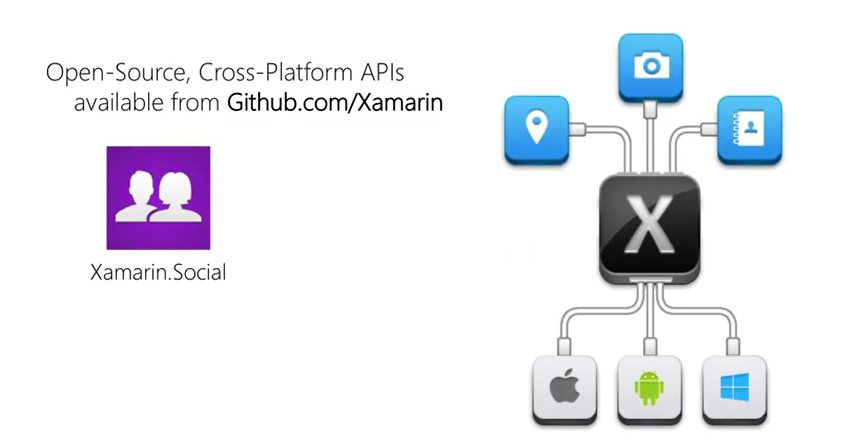 Open-Source, Cross-Platform APIs
available from Github.com/Xamarin
Xamarin.Social
X